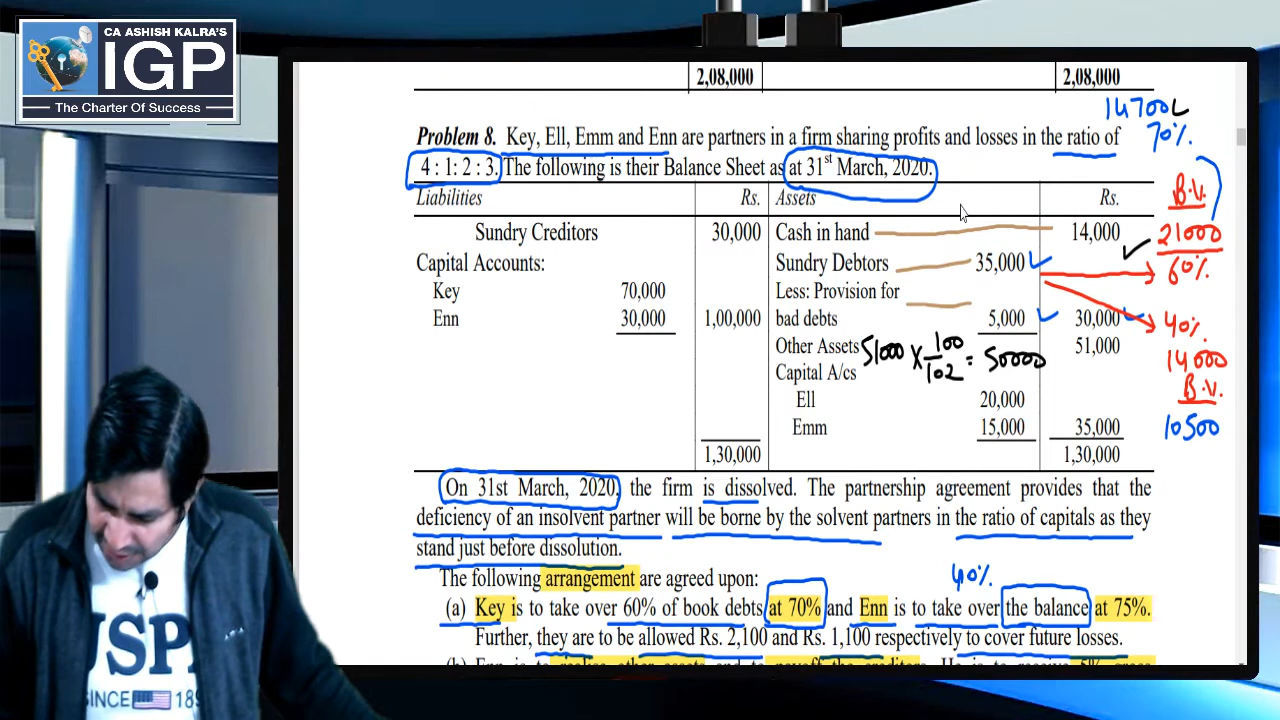 CA ASHISH KALRA'S
IGP
The Charter Of Success
2,08,000 2,08,000
14700
70%
Problem 8. Key, Ell, Emm and Enn are partners in a firm sharing profits and losses in the ratio of
4 : 1: 2 : 3. The following is their Balance Sheet as at 31st March, 2020.
Liabilities Rs. Assets Rs.
B.V.
Sundry Creditors 30,000 Cash in hand 14,000 21000
Capital Accounts: Sundry Debtors 35,000 60%
Key 70,000 Less: Provision for
Enn 30,000 1,00,000 bad debts 5,000 30,000 40%
Other Assets 51000 × 100/102 = 50000 51,000 14000
Capital A/cs B.V.
Ell 20,000
Emm 15,000 35,000 10500
1,30,000 1,30,000
On 31st March, 2020, the firm is dissolved. The partnership agreement provides that the
deficiency of an insolvent partner will be borne by the solvent partners in the ratio of capitals as they
stand just before dissolution.
The following arrangement are agreed upon: 40%
(a) Key is to take over 60% of book debts at 70% and Enn is to take over the balance at 75%.
Further, they are to be allowed Rs. 2,100 and Rs. 1,100 respectively to cover future losses.
USPA
SINCE 189